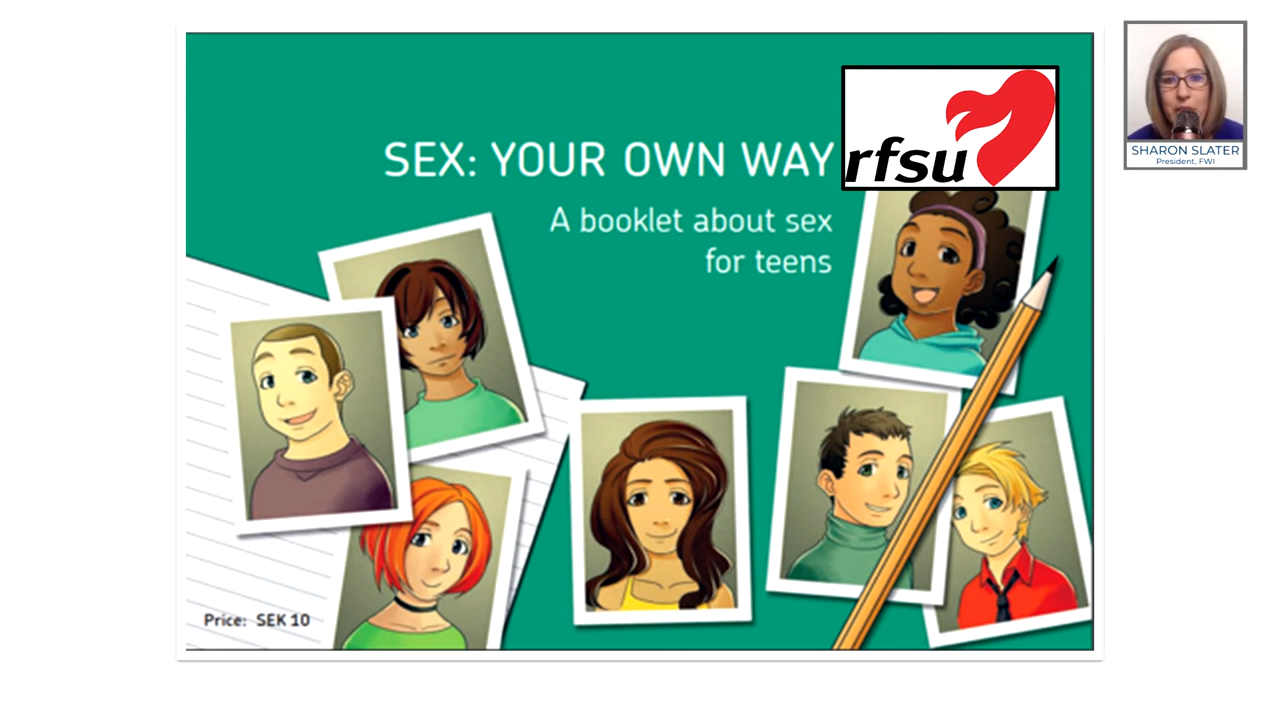 SEX: YOUR OWN WAY
rfsu
A booklet about sex
for teens
Price: SEK 10
SHARON SLATER
President, FWI